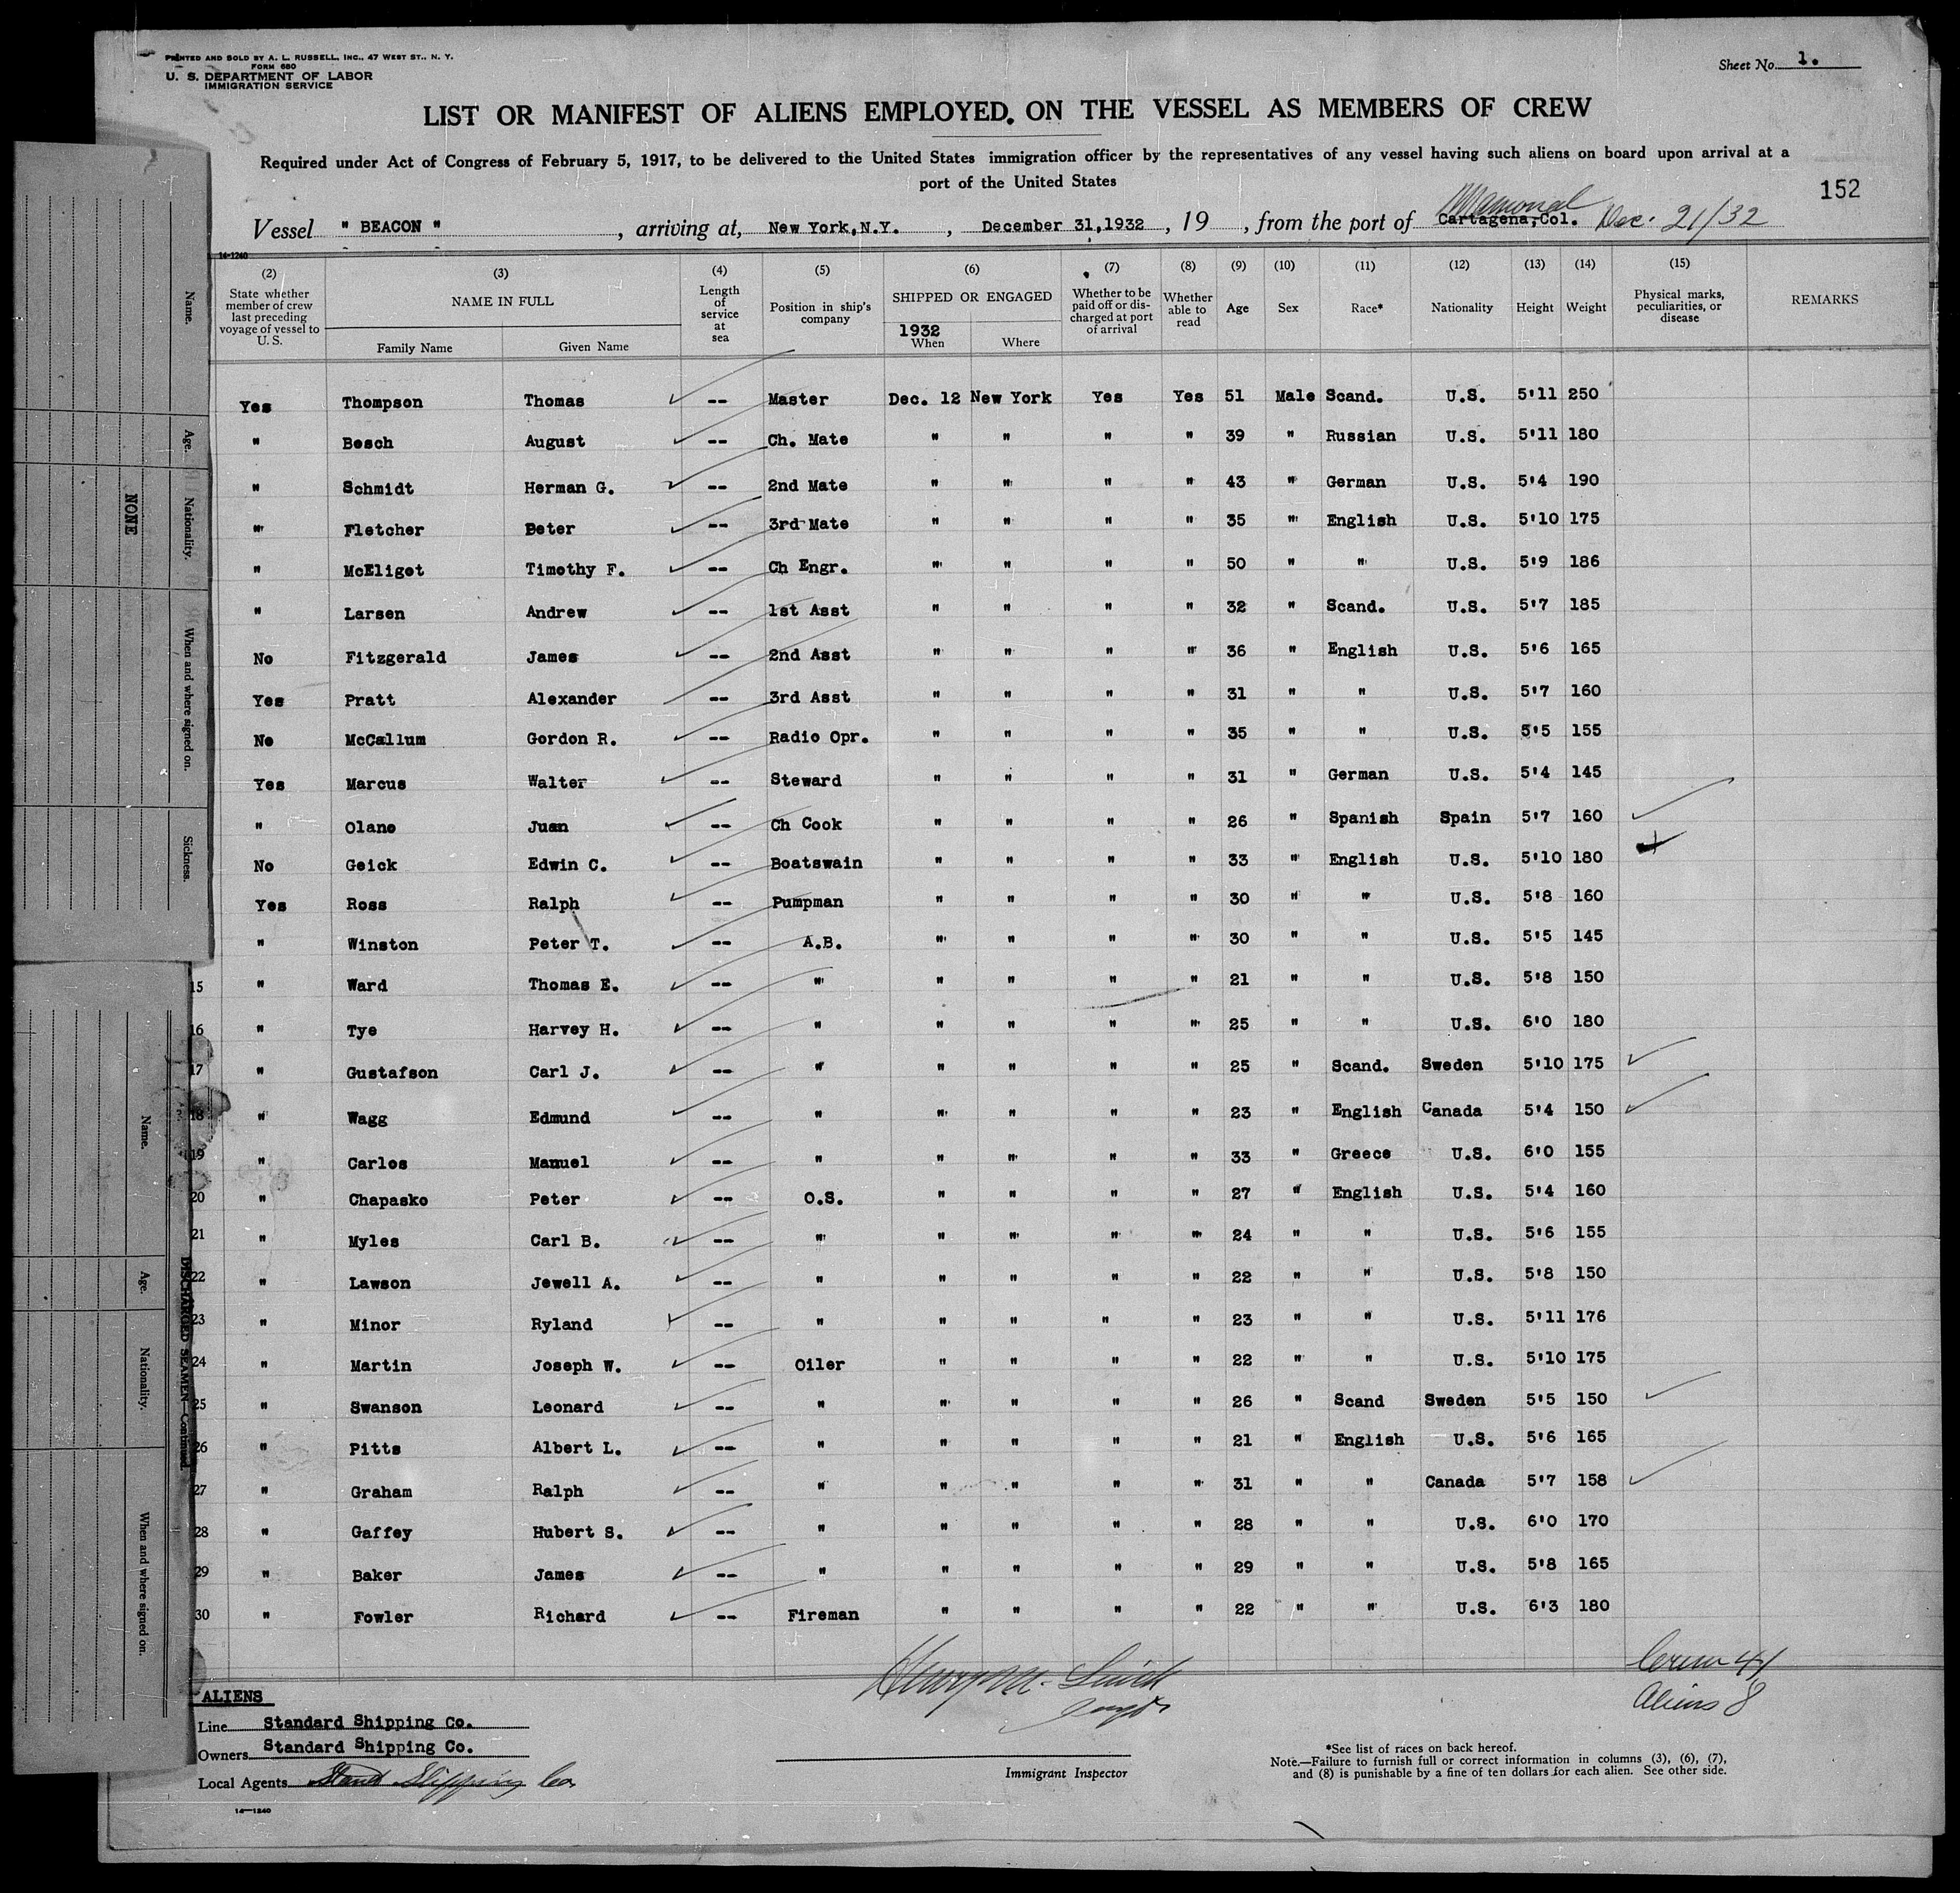 PRINTED AND SOLD BY A. L. RUSSELL, INC., 47 WEST ST., N. Y.
FORM 680
U. S. DEPARTMENT OF LABOR
IMMIGRATION SERVICE
Sheet No. 1.
LIST OR MANIFEST OF ALIENS EMPLOYED ON THE VESSEL AS MEMBERS OF CREW
Required under Act of Congress of February 5, 1917, to be delivered to the United States immigration officer by the representatives of any vessel having such aliens on board upon arrival at a
port of the United States
152
Vessel " BEACON " , arriving at, New York, N.Y. , December 31, 1932 , 19 , from the port of Cartagena, Col. Dec. 21/32
14-1240
(2) (3) (4) (5) (6) (7) (8) (9) (10) (11) (12) (13) (14) (15)
State whether member of crew last preceding voyage of vessel to U. S.
NAME IN FULL
Family Name Given Name
Length of service at sea
Position in ship's company
SHIPPED OR ENGAGED
1932
When Where
Whether to be paid off or discharged at port of arrival
Whether able to read
Age Sex Race* Nationality Height Weight
Physical marks, peculiarities, or disease
REMARKS
Yes Thompson Thomas -- Master Dec. 12 New York Yes Yes 51 Male Scand. U.S. 5'11 250
" Besch August -- Ch. Mate " " " " 39 " Russian U.S. 5'11 180
" Schmidt Herman G. -- 2nd Mate " " " " 43 " German U.S. 5'4 190
" Fletcher Peter -- 3rd Mate " " " " 35 " English U.S. 5'10 175
" McEligot Timothy F. -- Ch Engr. " " " " 50 " " U.S. 5'9 186
" Larsen Andrew -- 1st Asst " " " " 32 " Scand. U.S. 5'7 185
No Fitzgerald James -- 2nd Asst " " " " 36 " English U.S. 5'6 165
Yes Pratt Alexander -- 3rd Asst " " " " 31 " " U.S. 5'7 160
No McCallum Gordon R. -- Radio Opr. " " " " 35 " " U.S. 5'5 155
Yes Marcus Walter -- Steward " " " " 31 " German U.S. 5'4 145
" Olano Juan -- Ch Cook " " " " 26 " Spanish Spain 5'7 160
No Geick Edwin C. -- Boatswain " " " " 33 " English U.S. 5'10 180
Yes Ross Ralph -- Pumpman " " " " 30 " " U.S. 5'8 160
" Winston Peter T. -- A.B. " " " " 30 " " U.S. 5'5 145
15 " Ward Thomas E. -- " " " " " 21 " " U.S. 5'8 150
16 " Tye Harvey H. -- " " " " " 25 " " U.S. 6'0 180
17 " Gustafson Carl J. -- " " " " " 25 " Scand. Sweden 5'10 175
18 " Wagg Edmund -- " " " " " 23 " English Canada 5'4 150
19 " Carlos Manuel -- " " " " " 33 " Greece U.S. 6'0 155
20 " Chapasko Peter -- O.S. " " " " 27 " English U.S. 5'4 160
21 " Myles Carl B. -- " " " " " 24 " " U.S. 5'6 155
22 " Lawson Jewell A. -- " " " " " 22 " " U.S. 5'8 150
23 " Minor Ryland -- " " " " " 23 " " U.S. 5'11 176
24 " Martin Joseph W. -- Oiler " " " " 22 " " U.S. 5'10 175
25 " Swanson Leonard -- " " " " " 26 " Scand Sweden 5'5 150
26 " Pitts Albert L. -- " " " " " 21 " English U.S. 5'6 165
27 " Graham Ralph -- " " " " " 31 " " Canada 5'7 158
28 " Gaffey Hubert S. -- " " " " " 28 " " U.S. 6'0 170
29 " Baker James -- " " " " " 29 " " U.S. 5'8 165
30 " Fowler Richard -- Fireman " " " " 22 " " U.S. 6'3 180
Crew 41
Aliens 8
ALIENS
Line Standard Shipping Co.
Owners Standard Shipping Co.
Local Agents Stand Shipping Co
14-1240
Immigrant Inspector
*See list of races on back hereof.
Note.—Failure to furnish full or correct information in columns (3), (6), (7),
and (8) is punishable by a fine of ten dollars for each alien. See other side.
Name.
Age.
Nationality.
NONE
When and where signed on.
Sickness.
Name.
Age.
Nationality.
When and where signed on.
DISCHARGED SEAMEN—Continued.